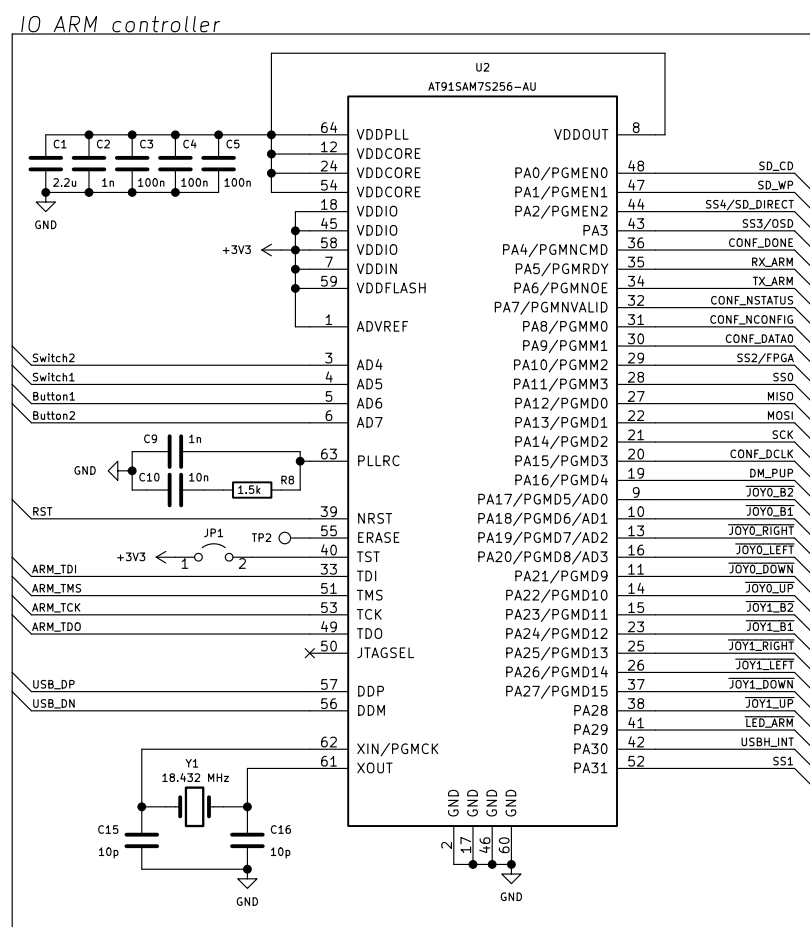 IO ARM controller
U2
AT91SAM7S256-AU
64 VDDPLL
VDDOUT 8
C1 C2 C3 C4 C5
2.2u 1n 100n 100n 100n
GND
12 VDDCORE
24 VDDCORE
54 VDDCORE
18 VDDIO
45 VDDIO
+3V3 58 VDDIO
7 VDDIN
59 VDDFLASH
1 ADVREF
Switch2 3 AD4
Switch1 4 AD5
Button1 5 AD6
Button2 6 AD7
C9 1n
GND 63 PLLRC
C10 10n 1.5k R8
RST 39 NRST
TP2 55 ERASE
JP1
+3V3 1 2 40 TST
ARM_TDI 33 TDI
ARM_TMS 51 TMS
ARM_TCK 53 TCK
ARM_TDO 49 TDO
50 JTAGSEL
USB_DP 57 DDP
USB_DN 56 DDM
62 XIN/PGMCK
61 XOUT
Y1
18.432 MHz
C15 C16
10p 10p
GND
PA0/PGMEN0 48 SD_CD
PA1/PGMEN1 47 SD_WP
PA2/PGMEN2 44 SS4/SD_DIRECT
PA3 43 SS3/OSD
PA4/PGMNCMD 36 CONF_DONE
PA5/PGMRDY 35 RX_ARM
PA6/PGMNOE 34 TX_ARM
PA7/PGMNVALID 32 CONF_NSTATUS
PA8/PGMM0 31 CONF_NCONFIG
PA9/PGMM1 30 CONF_DATA0
PA10/PGMM2 29 SS2/FPGA
PA11/PGMM3 28 SS0
PA12/PGMD0 27 MISO
PA13/PGMD1 22 MOSI
PA14/PGMD2 21 SCK
PA15/PGMD3 20 CONF_DCLK
PA16/PGMD4 19 DM_PUP
PA17/PGMD5/AD0 9 JOY0_B2
PA18/PGMD6/AD1 10 JOY0_B1
PA19/PGMD7/AD2 13 JOY0_RIGHT
PA20/PGMD8/AD3 16 JOY0_LEFT
PA21/PGMD9 11 JOY0_DOWN
PA22/PGMD10 14 JOY0_UP
PA23/PGMD11 15 JOY1_B2
PA24/PGMD12 23 JOY1_B1
PA25/PGMD13 25 JOY1_RIGHT
PA26/PGMD14 26 JOY1_LEFT
PA27/PGMD15 37 JOY1_DOWN
PA28 38 JOY1_UP
PA29 41 LED_ARM
PA30 42 USBH_INT
PA31 52 SS1
GND GND GND GND
2 17 46 60
GND